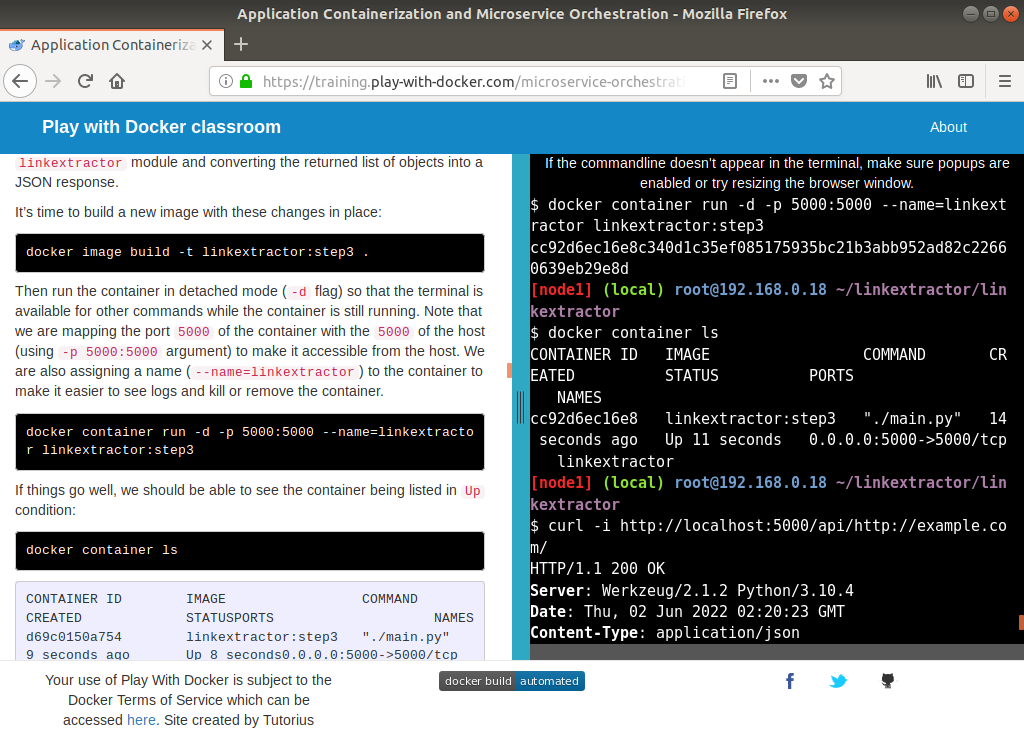 Application Containerization and Microservice Orchestration - Mozilla Firefox
Application Containeriza
https://training.play-with-docker.com/microservice-orchestrati
Play with Docker classroom
About
linkextractor module and converting the returned list of objects into a
JSON response.
It's time to build a new image with these changes in place:
docker image build -t linkextractor:step3 .
Then run the container in detached mode ( -d flag) so that the terminal is
available for other commands while the container is still running. Note that
we are mapping the port 5000 of the container with the 5000 of the host
(using -p 5000:5000 argument) to make it accessible from the host. We
are also assigning a name ( --name=linkextractor ) to the container to
make it easier to see logs and kill or remove the container.
docker container run -d -p 5000:5000 --name=linkextracto
r linkextractor:step3
If things go well, we should be able to see the container being listed in Up
condition:
docker container ls
CONTAINER ID        IMAGE                 COMMAND
CREATED             STATUSPORTS                    NAMES
d69c0150a754        linkextractor:step3   "./main.py"
9 seconds ago       Up 8 seconds0.0.0.0:5000->5000/tcp
If the commandline doesn't appear in the terminal, make sure popups are
enabled or try resizing the browser window.
$ docker container run -d -p 5000:5000 --name=linkext
ractor linkextractor:step3
cc92d6ec16e8c340d1c35ef085175935bc21b3abb952ad82c2266
0639eb29e8d
[node1] (local) root@192.168.0.18 ~/linkextractor/lin
kextractor
$ docker container ls
CONTAINER ID   IMAGE                 COMMAND       CR
EATED          STATUS          PORTS
   NAMES
cc92d6ec16e8   linkextractor:step3   "./main.py"   14
 seconds ago   Up 11 seconds   0.0.0.0:5000->5000/tcp
   linkextractor
[node1] (local) root@192.168.0.18 ~/linkextractor/lin
kextractor
$ curl -i http://localhost:5000/api/http://example.co
m/
HTTP/1.1 200 OK
Server: Werkzeug/2.1.2 Python/3.10.4
Date: Thu, 02 Jun 2022 02:20:23 GMT
Content-Type: application/json
Your use of Play With Docker is subject to the
Docker Terms of Service which can be
accessed here. Site created by Tutorius
docker build automated